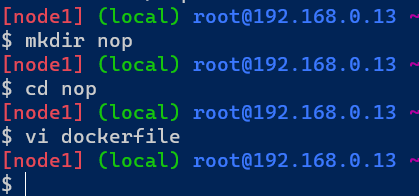 [node1] (local) root@192.168.0.13 ~
$ mkdir nop
[node1] (local) root@192.168.0.13 ~
$ cd nop
[node1] (local) root@192.168.0.13 ~
$ vi dockerfile
[node1] (local) root@192.168.0.13 ~
$